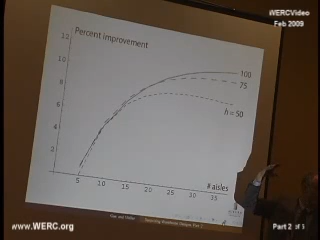 WERCVideo
Feb 2009
Percent improvement
12
10
8
6
4
2
100
75
h = 50
# aisles
5
10
15
20
25
30
35
www.WERC.org
Part 2 of 3